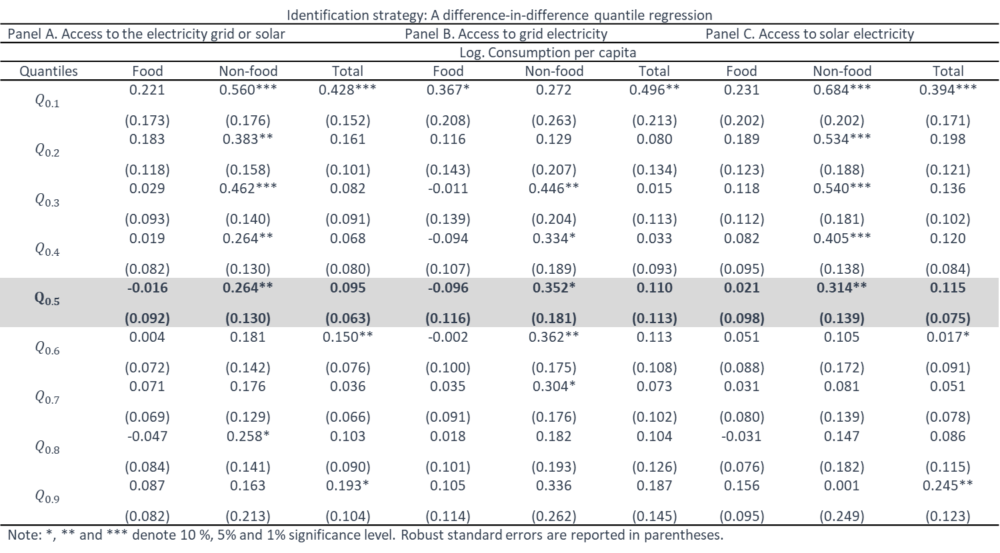 Identification strategy: A difference-in-difference quantile regression
Panel A. Access to the electricity grid or solar Panel B. Access to grid electricity Panel C. Access to solar electricity
Log. Consumption per capita
Quantiles Food Non-food Total Food Non-food Total Food Non-food Total
Q0.1 0.221 0.560*** 0.428*** 0.367* 0.272 0.496** 0.231 0.684*** 0.394***
(0.173) (0.176) (0.152) (0.208) (0.263) (0.213) (0.202) (0.202) (0.171)
Q0.2 0.183 0.383** 0.161 0.116 0.129 0.080 0.189 0.534*** 0.198
(0.118) (0.158) (0.101) (0.143) (0.207) (0.134) (0.123) (0.188) (0.121)
Q0.3 0.029 0.462*** 0.082 -0.011 0.446** 0.015 0.118 0.540*** 0.136
(0.093) (0.140) (0.091) (0.139) (0.204) (0.113) (0.112) (0.181) (0.102)
Q0.4 0.019 0.264** 0.068 -0.094 0.334* 0.033 0.082 0.405*** 0.120
(0.082) (0.130) (0.080) (0.107) (0.189) (0.093) (0.095) (0.138) (0.084)
Q0.5 -0.016 0.264** 0.095 -0.096 0.352* 0.110 0.021 0.314** 0.115
(0.092) (0.130) (0.063) (0.116) (0.181) (0.113) (0.098) (0.139) (0.075)
Q0.6 0.004 0.181 0.150** -0.002 0.362** 0.113 0.051 0.105 0.017*
(0.072) (0.142) (0.076) (0.100) (0.175) (0.108) (0.088) (0.172) (0.091)
Q0.7 0.071 0.176 0.036 0.035 0.304* 0.073 0.031 0.081 0.051
(0.069) (0.129) (0.066) (0.091) (0.176) (0.102) (0.080) (0.139) (0.078)
Q0.8 -0.047 0.258* 0.103 0.018 0.182 0.104 -0.031 0.147 0.086
(0.084) (0.141) (0.090) (0.101) (0.193) (0.126) (0.076) (0.182) (0.115)
Q0.9 0.087 0.163 0.193* 0.105 0.336 0.187 0.156 0.001 0.245**
(0.082) (0.213) (0.104) (0.114) (0.262) (0.145) (0.095) (0.249) (0.123)
Note: *, ** and *** denote 10 %, 5% and 1% significance level. Robust standard errors are reported in parentheses.